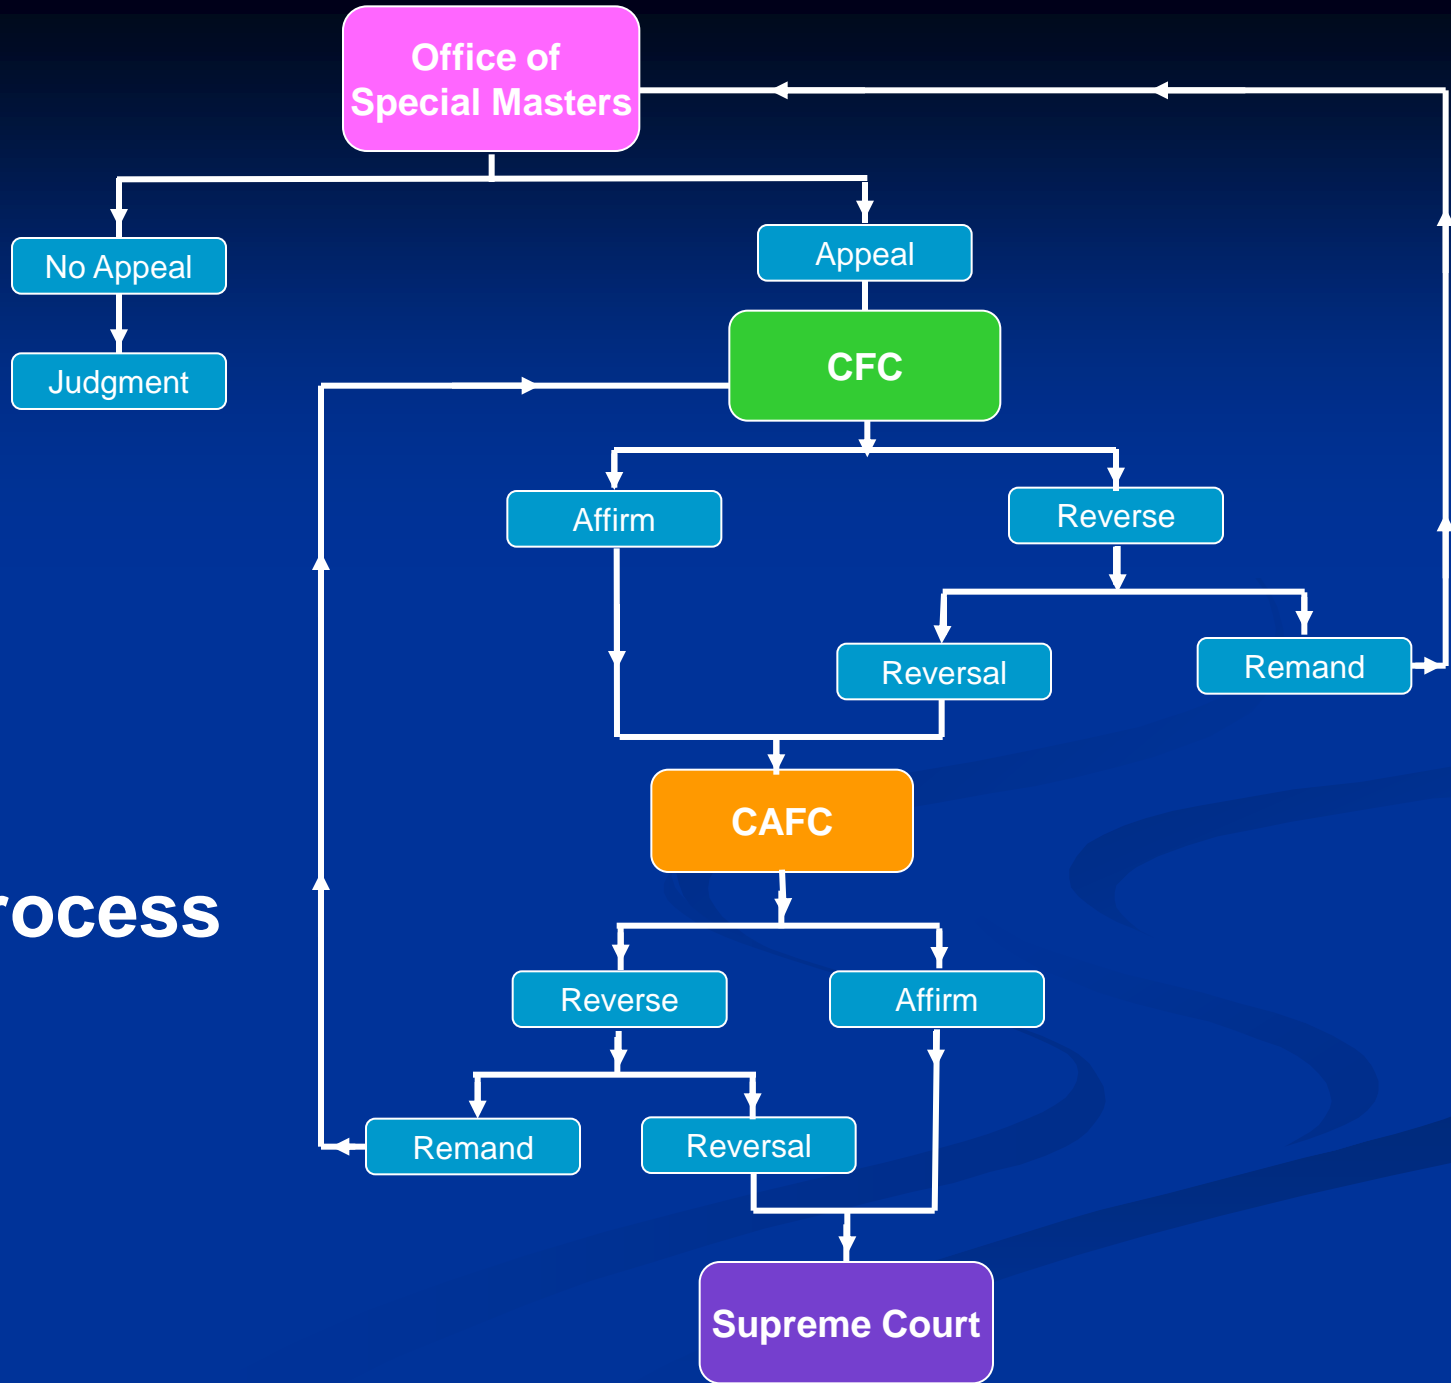 Office of
Special Masters
No Appeal
Appeal
Judgment
CFC
Affirm
Reverse
Reversal
Remand
CAFC
rocess
Reverse
Affirm
Remand
Reversal
Supreme Court